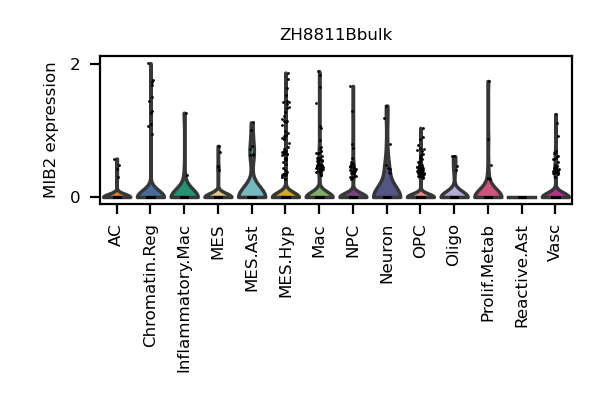 ZH8811Bbulk
MIB2 expression
2
0
AC
Chromatin.Reg
Inflammatory.Mac
MES
MES.Ast
MES.Hyp
Mac
NPC
Neuron
OPC
Oligo
Prolif.Metab
Reactive.Ast
Vasc